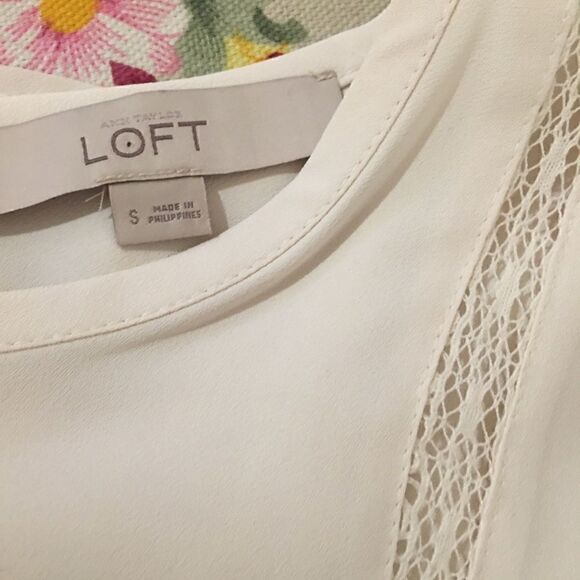 ANN TAYLOR
LOFT
S
MADE IN
PHILIPPINES